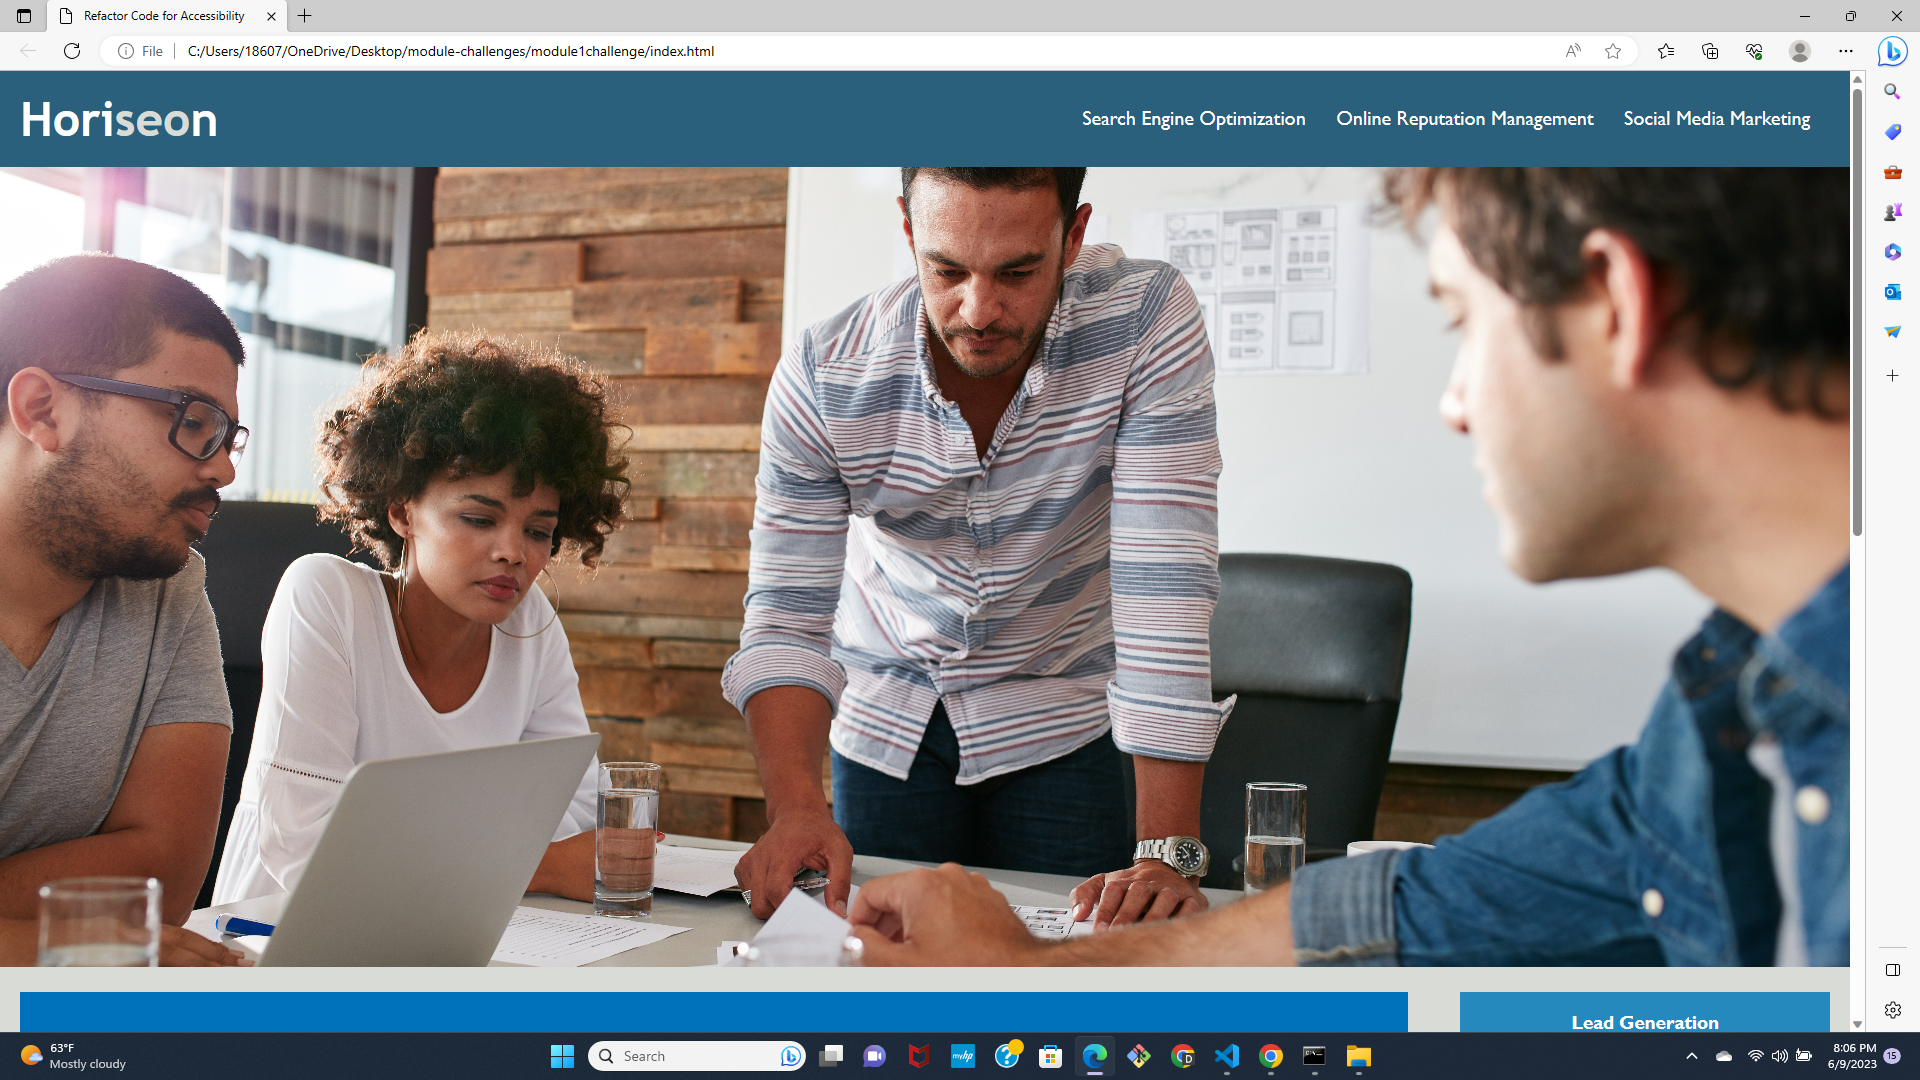 Refactor Code for Accessibility
File
C:/Users/18607/OneDrive/Desktop/module-challenges/module1challenge/index.html
Horiseon
Search Engine Optimization Online Reputation Management Social Media Marketing
Lead Generation
63°F
Mostly cloudy
Search
8:06 PM
6/9/2023
15